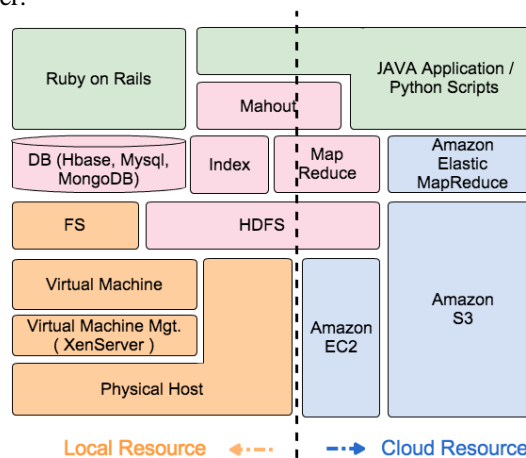 er.
Ruby on Rails
JAVA Application /
Python Scripts
Mahout
DB (Hbase, Mysql,
MongoDB)
Index
Map
Reduce
Amazon
Elastic
MapReduce
FS
HDFS
Virtual Machine
Virtual Machine Mgt.
( XenServer )
Physical Host
Amazon
EC2
Amazon
S3
Local Resource
Cloud Resource